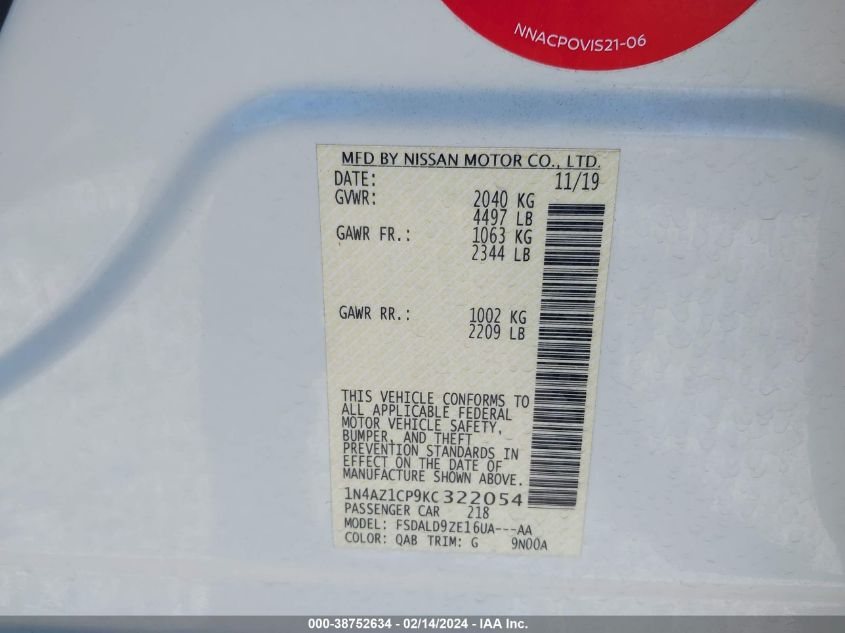 NNACPOVIS21-06
MFD BY NISSAN MOTOR CO., LTD.
DATE: 11/19
GVWR: 2040 KG
4497 LB
GAWR FR.: 1063 KG
2344 LB
GAWR RR.: 1002 KG
2209 LB
THIS VEHICLE CONFORMS TO
ALL APPLICABLE FEDERAL
MOTOR VEHICLE SAFETY,
BUMPER, AND THEFT
PREVENTION STANDARDS IN
EFFECT ON THE DATE OF
MANUFACTURE SHOWN ABOVE.
1N4AZ1CP9KC322054
PASSENGER CAR 218
MODEL: FSDALD9ZE16UA---AA
COLOR: QAB TRIM: G 9N00A
000-38752634 - 02/14/2024 - IAA Inc.